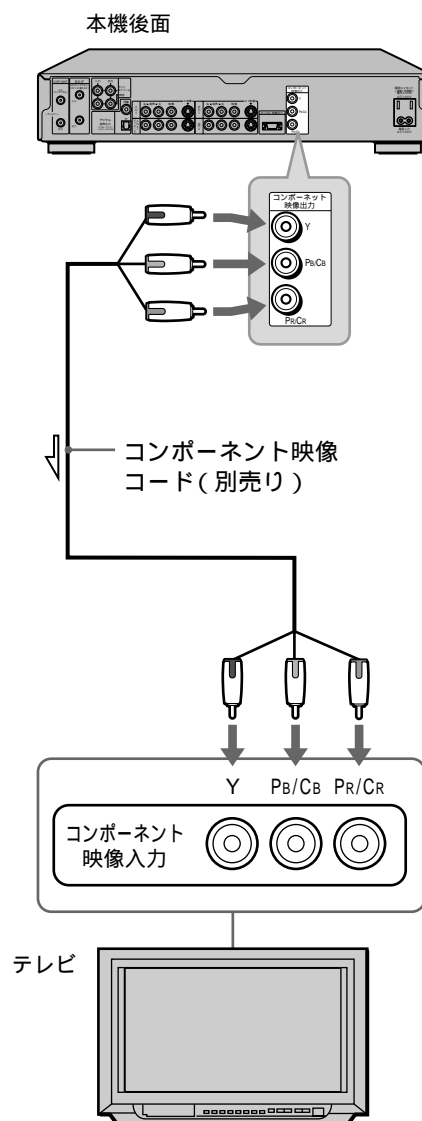 本機後面
コンポーネント
映像出力
Y
PB/CB
PR/CR
コンポーネント映像
コード(別売り)
Y PB/CB PR/CR
コンポーネント
映像入力
テレビ